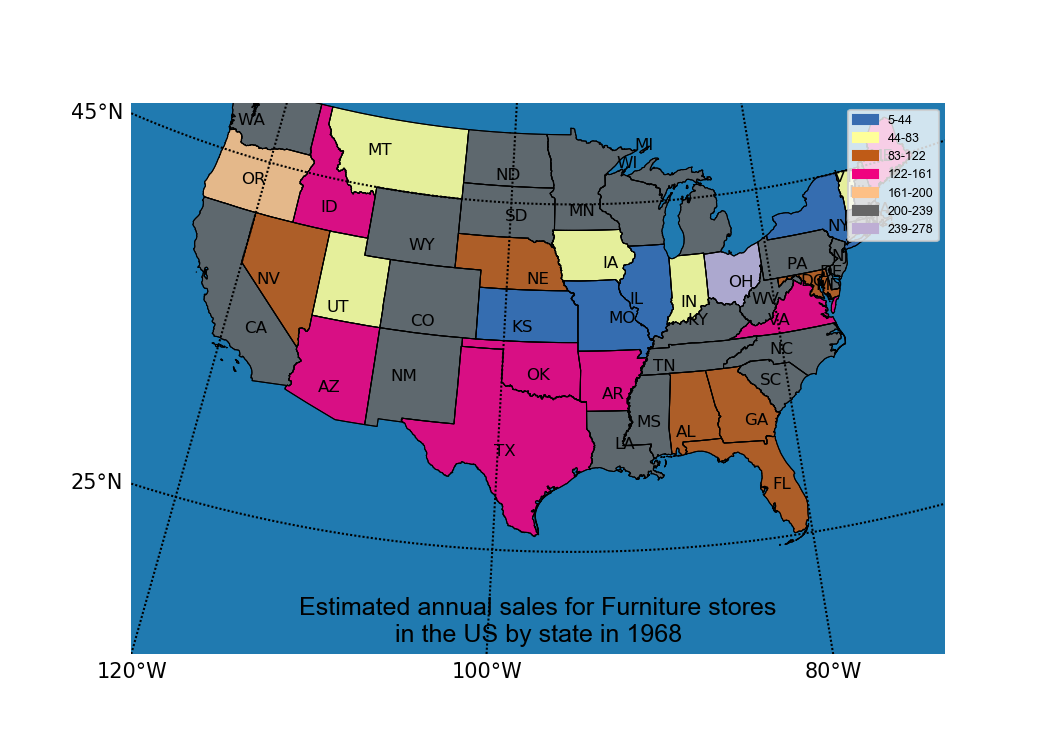 45°N
WA
MT
MI
5-44
44-83
83-122
122-161
161-200
200-239
239-278
WI
ND
OR
ID
SD
MN
NY
WY
PA
IA
NV
NE
OH
UT
IL
IN
WV
MO
KY
VA
CA
CO
KS
NC
NM
OK
TN
SC
AZ
AR
MS
GA
AL
TX
LA
25°N
FL
Estimated annual sales for Furniture stores
in the US by state in 1968
120°W
100°W
80°W